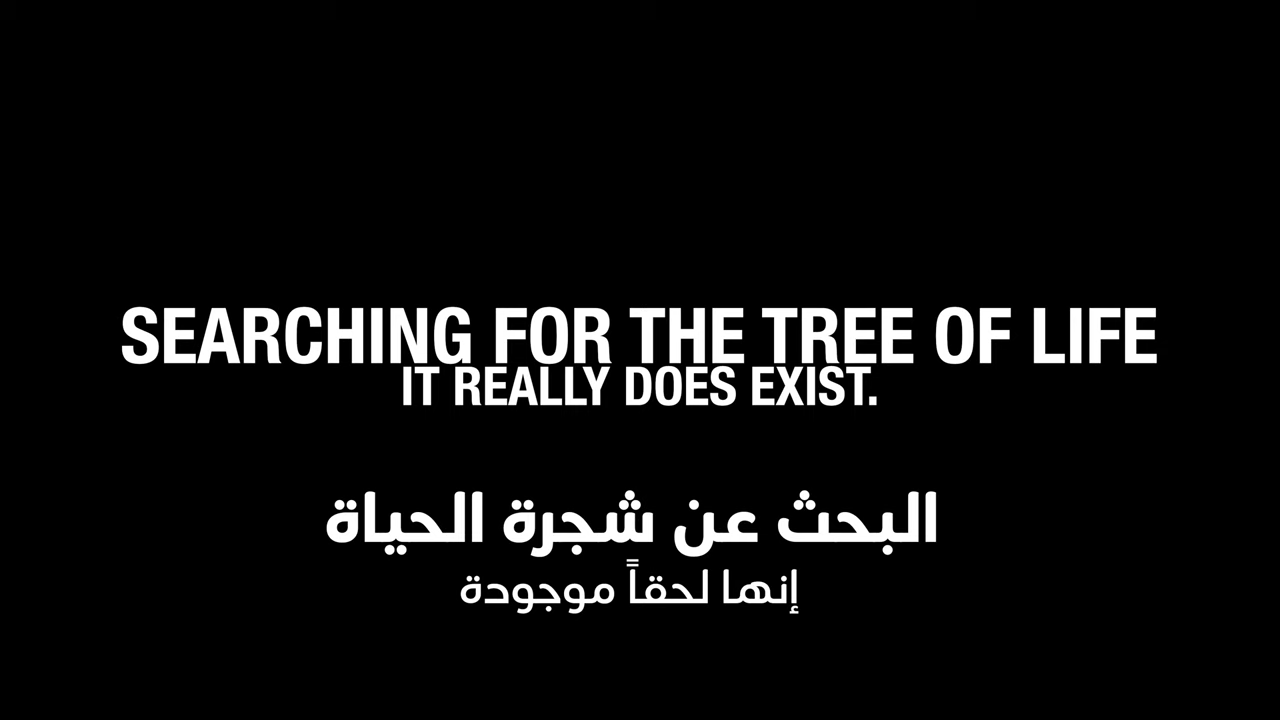 SEARCHING FOR THE TREE OF LIFE
IT REALLY DOES EXIST.
البحث عن شجرة الحياة
إنها لحقاً موجودة